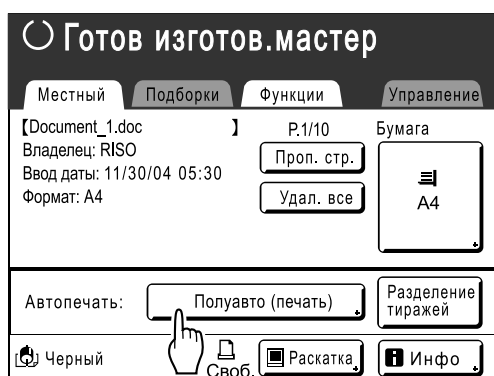 Готов изготов.мастер
Местный Подборки Функции Управление
【Document_1.doc 】 P.1/10 Бумага
Владелец: RISO Проп. стр.
Ввод даты: 11/30/04 05:30
Формат: A4 Удал. все A4
Автопечать: Полуавто (печать) Разделение
тиражей
Черный Своб. Раскатка Инфо